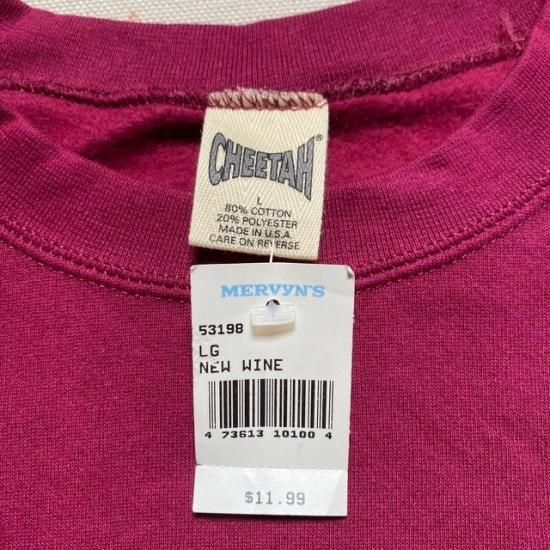 CHEETAH®
L
80% COTTON
20% POLYESTER
MADE IN U.S.A.
CARE ON REVERSE
MERVYN'S
53198
LG
NEW WINE
4 73613 10100 4
$11.99